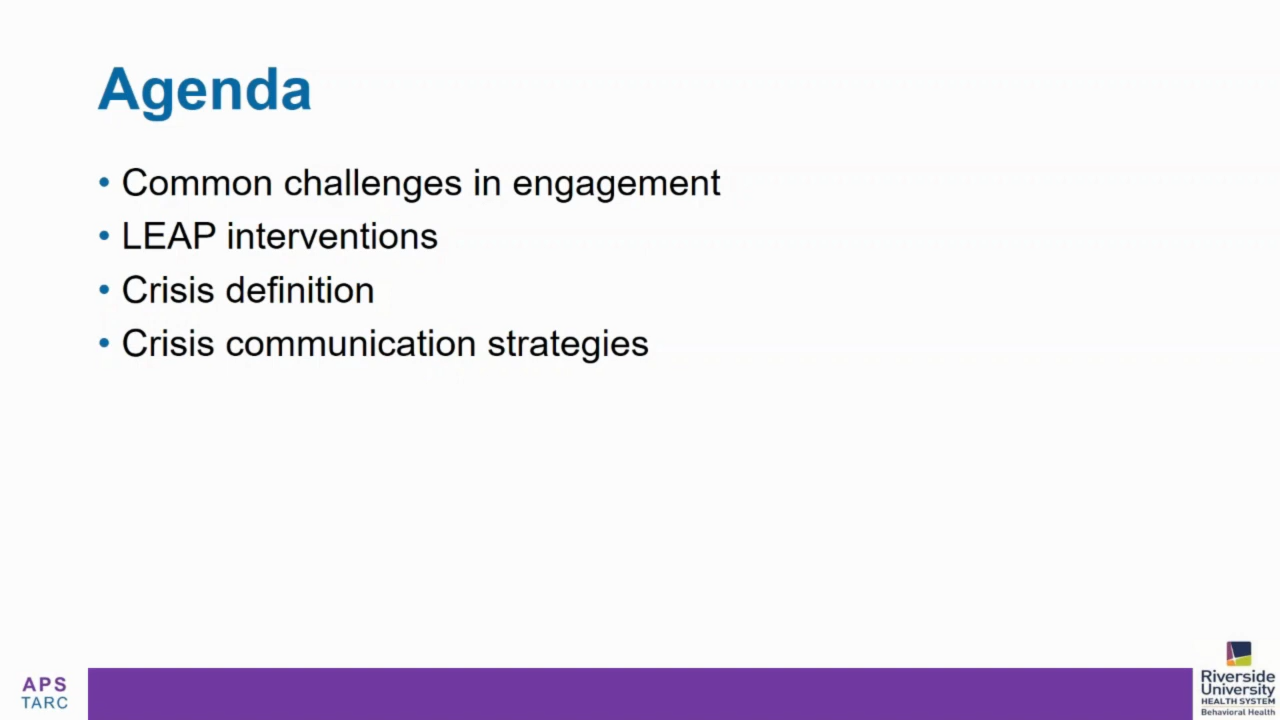 Agenda
• Common challenges in engagement
• LEAP interventions
• Crisis definition
• Crisis communication strategies
APS
TARC
Riverside
University
HEALTH SYSTEM
Behavioral Health